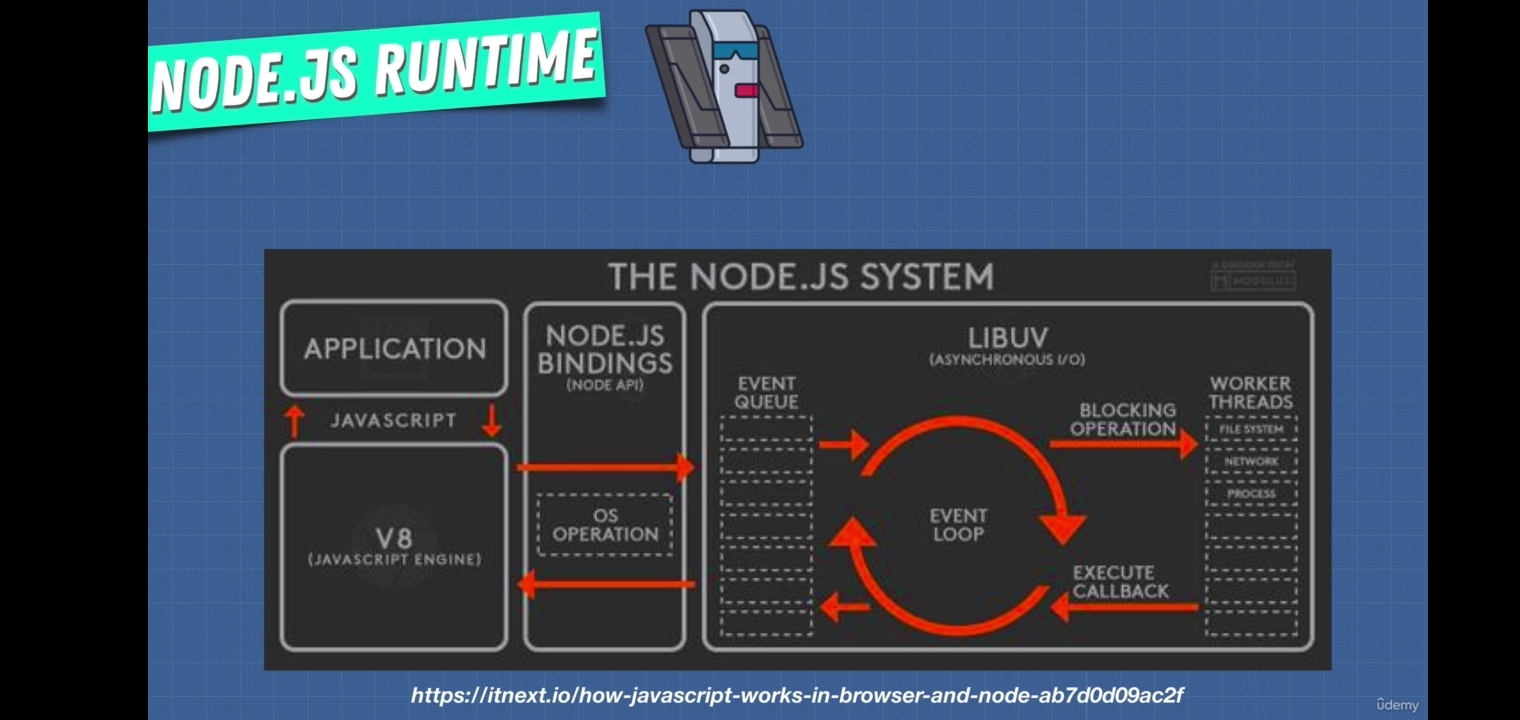 NODE.JS RUNTIME
THE NODE.JS SYSTEM
A DIAGRAM FROM
MODULUS
APPLICATION
JAVASCRIPT
V8
(JAVASCRIPT ENGINE)
NODE.JS
BINDINGS
(NODE API)
OS
OPERATION
LIBUV
(ASYNCHRONOUS I/O)
EVENT
QUEUE
EVENT
LOOP
BLOCKING
OPERATION
EXECUTE
CALLBACK
WORKER
THREADS
FILE SYSTEM
NETWORK
PROCESS
https://itnext.io/how-javascript-works-in-browser-and-node-ab7d0d09ac2f
ûdemy